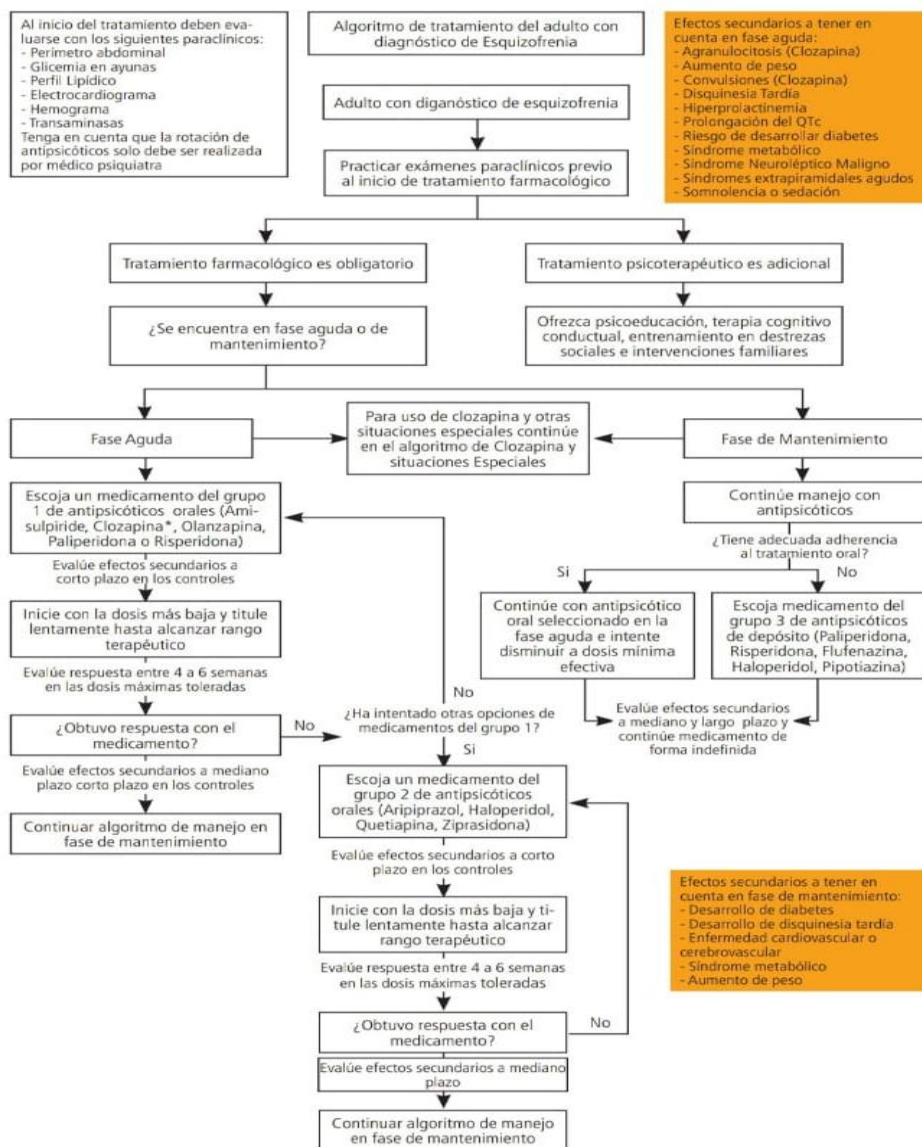 Al inicio del tratamiento deben eva-
luarse con los siguientes paraclínicos:
- Perímetro abdominal
- Glicemia en ayunas
- Perfil Lipídico
- Electrocardiograma
- Hemograma
- Transaminasas
Tenga en cuenta que la rotación de
antipsicóticos solo debe ser realizada
por médico psiquiatra
Algoritmo de tratamiento del adulto con
diagnóstico de Esquizofrenia
Efectos secundarios a tener en
cuenta en fase aguda:
- Agranulocitosis (Clozapina)
- Aumento de peso
- Convulsiones (Clozapina)
- Disquinesia Tardía
- Hiperprolactinemia
- Prolongación del QTc
- Riesgo de desarrollar diabetes
- Síndrome metabólico
- Síndrome Neuroléptico Maligno
- Síndromes extrapiramidales agudos
- Somnolencia o sedación
Adulto con diganóstico de esquizofrenia
Practicar exámenes paraclínicos previo
al inicio de tratamiento farmacológico
Tratamiento farmacológico es obligatorio
Tratamiento psicoterapéutico es adicional
¿Se encuentra en fase aguda o de
mantenimiento?
Ofrezca psicoeducación, terapia cognitivo
conductual, entrenamiento en destrezas
sociales e intervenciones familiares
Fase Aguda
Para uso de clozapina y otras
situaciones especiales continúe
en el algoritmo de Clozapina y
situaciones Especiales
Fase de Mantenimiento
Escoja un medicamento del grupo
1 de antipsicóticos orales (Ami-
sulpiride, Clozapina*, Olanzapina,
Paliperidona o Risperidona)
Evalúe efectos secundarios a
corto plazo en los controles
Inicie con la dosis más baja y titule
lentamente hasta alcanzar rango
terapéutico
Evalúe respuesta entre 4 a 6 semanas
en las dosis máximas toleradas
¿Obtuvo respuesta con el
medicamento?
No
Evalúe efectos secundarios a mediano
plazo corto plazo en los controles
Continuar algoritmo de manejo en
fase de mantenimiento
Continúe manejo con
antipsicóticos
¿Tiene adecuada adherencia
al tratamiento oral?
Si
No
Continúe con antipsicótico
oral seleccionado en la
fase aguda e intente
disminuir a dosis mínima
efectiva
Escoja medicamento del
grupo 3 de antipsicóticos
de depósito (Paliperidona,
Risperidona, Flufenazina,
Haloperidol, Pipotiazina)
Evalúe efectos secundarios
a mediano y largo plazo y
continúe medicamento de
forma indefinida
No
¿Ha intentado otras opciones de
medicamentos del grupo 1?
Si
Escoja un medicamento del
grupo 2 de antipsicóticos
orales (Aripiprazol, Haloperidol,
Quetiapina, Ziprasidona)
Evalúe efectos secundarios a corto
plazo en los controles
Inicie con la dosis más baja y ti-
tule lentamente hasta alcanzar
rango terapéutico
Evalúe respuesta entre 4 a 6 semanas
en las dosis máximas toleradas
¿Obtuvo respuesta con el
medicamento?
No
Evalúe efectos secundarios a mediano
plazo
Continuar algoritmo de manejo
en fase de mantenimiento
Efectos secundarios a tener en
cuenta en fase de mantenimiento:
- Desarrollo de diabetes
- Desarrollo de disquinesia tardía
- Enfermedad cardiovascular o
cerebrovascular
- Síndrome metabólico
- Aumento de peso